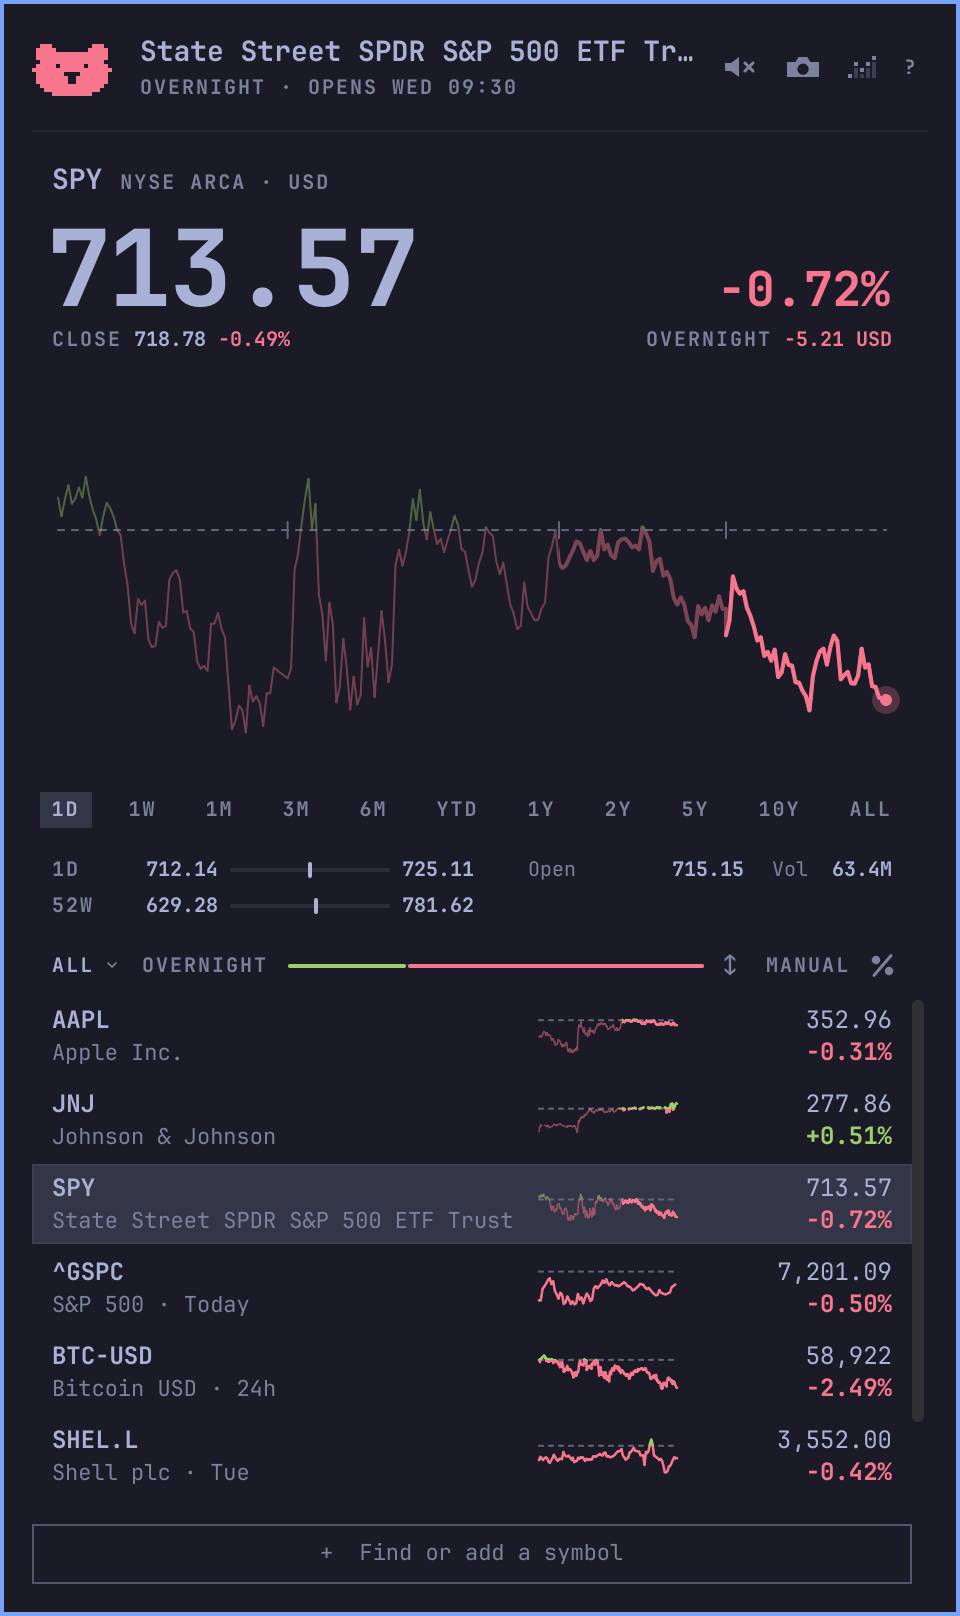 State Street SPDR S&P 500 ETF Tr…
OVERNIGHT · OPENS WED 09:30
?
SPY NYSE ARCA · USD
713.57
-0.72%
CLOSE 718.78 -0.49%
OVERNIGHT -5.21 USD
1D 1W 1M 3M 6M YTD 1Y 2Y 5Y 10Y ALL
1D 712.14 725.11 Open 715.15 Vol 63.4M
52W 629.28 781.62
ALL OVERNIGHT MANUAL %
AAPL 352.96
Apple Inc. -0.31%
JNJ 277.86
Johnson & Johnson +0.51%
SPY 713.57
State Street SPDR S&P 500 ETF Trust -0.72%
^GSPC 7,201.09
S&P 500 · Today -0.50%
BTC-USD 58,922
Bitcoin USD · 24h -2.49%
SHEL.L 3,552.00
Shell plc · Tue -0.42%
+ Find or add a symbol